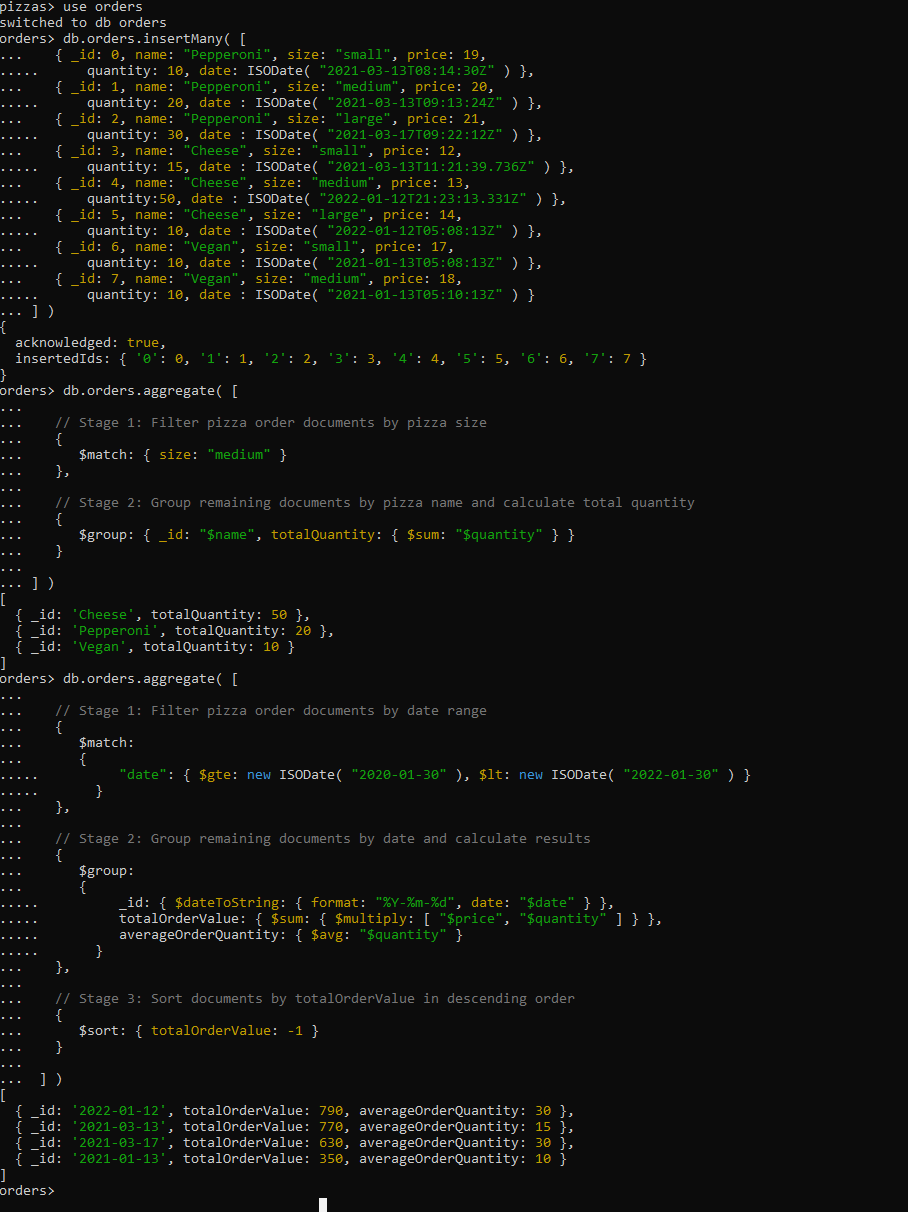 pizzas> use orders
switched to db orders
orders> db.orders.insertMany( [
...    { _id: 0, name: "Pepperoni", size: "small", price: 19,
.....      quantity: 10, date: ISODate( "2021-03-13T08:14:30Z" ) },
...    { _id: 1, name: "Pepperoni", size: "medium", price: 20,
.....      quantity: 20, date : ISODate( "2021-03-13T09:13:24Z" ) },
...    { _id: 2, name: "Pepperoni", size: "large", price: 21,
.....      quantity: 30, date : ISODate( "2021-03-17T09:22:12Z" ) },
...    { _id: 3, name: "Cheese", size: "small", price: 12,
.....      quantity: 15, date : ISODate( "2021-03-13T11:21:39.736Z" ) },
...    { _id: 4, name: "Cheese", size: "medium", price: 13,
.....      quantity:50, date : ISODate( "2022-01-12T21:23:13.331Z" ) },
...    { _id: 5, name: "Cheese", size: "large", price: 14,
.....      quantity: 10, date : ISODate( "2022-01-12T05:08:13Z" ) },
...    { _id: 6, name: "Vegan", size: "small", price: 17,
.....      quantity: 10, date : ISODate( "2021-01-13T05:08:13Z" ) },
...    { _id: 7, name: "Vegan", size: "medium", price: 18,
.....      quantity: 10, date : ISODate( "2021-01-13T05:10:13Z" ) }
... ] )
{
  acknowledged: true,
  insertedIds: { '0': 0, '1': 1, '2': 2, '3': 3, '4': 4, '5': 5, '6': 6, '7': 7 }
}
orders> db.orders.aggregate( [
...
...    // Stage 1: Filter pizza order documents by pizza size
...    {
...       $match: { size: "medium" }
...    },
...
...    // Stage 2: Group remaining documents by pizza name and calculate total quantity
...    {
...       $group: { _id: "$name", totalQuantity: { $sum: "$quantity" } }
...    }
...
... ] )
[
  { _id: 'Cheese', totalQuantity: 50 },
  { _id: 'Pepperoni', totalQuantity: 20 },
  { _id: 'Vegan', totalQuantity: 10 }
]
orders> db.orders.aggregate( [
...
...    // Stage 1: Filter pizza order documents by date range
...    {
...       $match:
...       {
.....          "date": { $gte: new ISODate( "2020-01-30" ), $lt: new ISODate( "2022-01-30" ) }
.....       }
...    },
...
...    // Stage 2: Group remaining documents by date and calculate results
...    {
...       $group:
...       {
.....          _id: { $dateToString: { format: "%Y-%m-%d", date: "$date" } },
.....          totalOrderValue: { $sum: { $multiply: [ "$price", "$quantity" ] } },
.....          averageOrderQuantity: { $avg: "$quantity" }
.....       }
...    },
...
...    // Stage 3: Sort documents by totalOrderValue in descending order
...    {
...       $sort: { totalOrderValue: -1 }
...    }
...
...  ] )
[
  { _id: '2022-01-12', totalOrderValue: 790, averageOrderQuantity: 30 },
  { _id: '2021-03-13', totalOrderValue: 770, averageOrderQuantity: 15 },
  { _id: '2021-03-17', totalOrderValue: 630, averageOrderQuantity: 30 },
  { _id: '2021-01-13', totalOrderValue: 350, averageOrderQuantity: 10 }
]
orders>